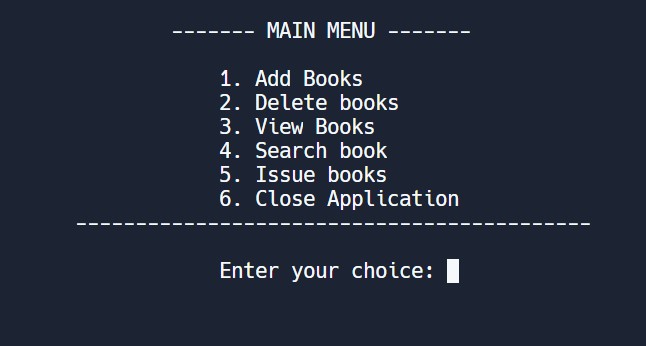 ------- MAIN MENU -------
1. Add Books
2. Delete books
3. View Books
4. Search book
5. Issue books
6. Close Application
-------------------------------------------
Enter your choice: